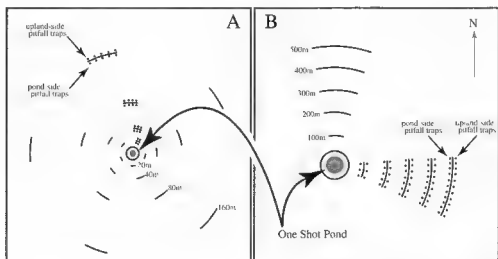 A
upland-side
pitfall traps
pond side
pitfall traps
20m
40m
80m
160m
B
N
500m
400m
300m
200m
100m
pond side
pitfall traps
upland side
pitfall traps
One Shot Pond